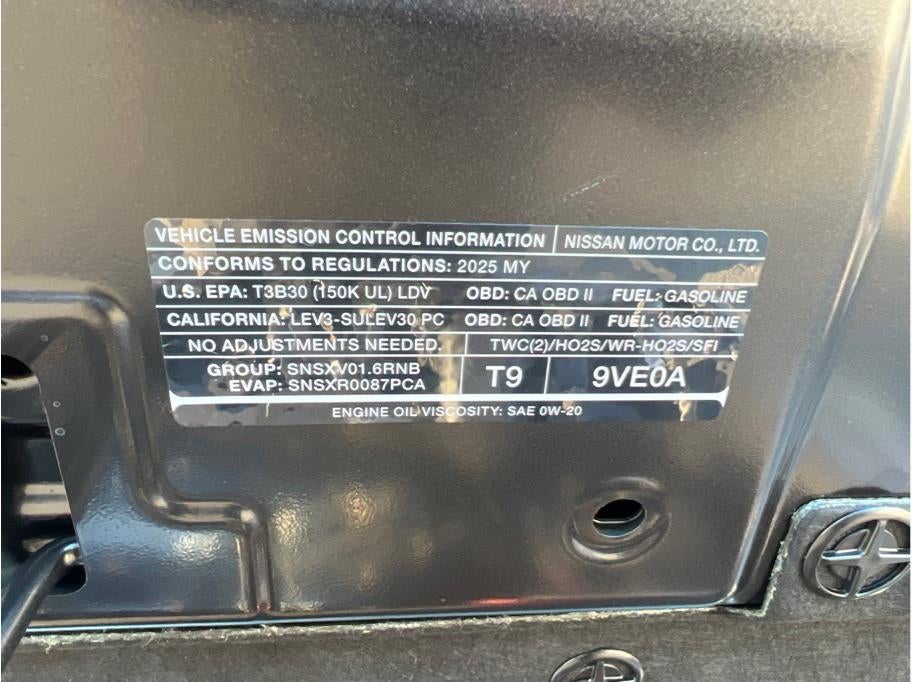 VEHICLE EMISSION CONTROL INFORMATION NISSAN MOTOR CO., LTD.
CONFORMS TO REGULATIONS: 2025 MY
U.S. EPA: T3B30 (150K UL) LDV OBD: CA OBD II FUEL: GASOLINE
CALIFORNIA: LEV3-SULEV30 PC OBD: CA OBD II FUEL: GASOLINE
NO ADJUSTMENTS NEEDED. TWC(2)/HO2S/WR-HO2S/SFI
GROUP: SNSXV01.6RNB
EVAP: SNSXR0087PCA
T9 9VE0A
ENGINE OIL VISCOSITY: SAE 0W-20